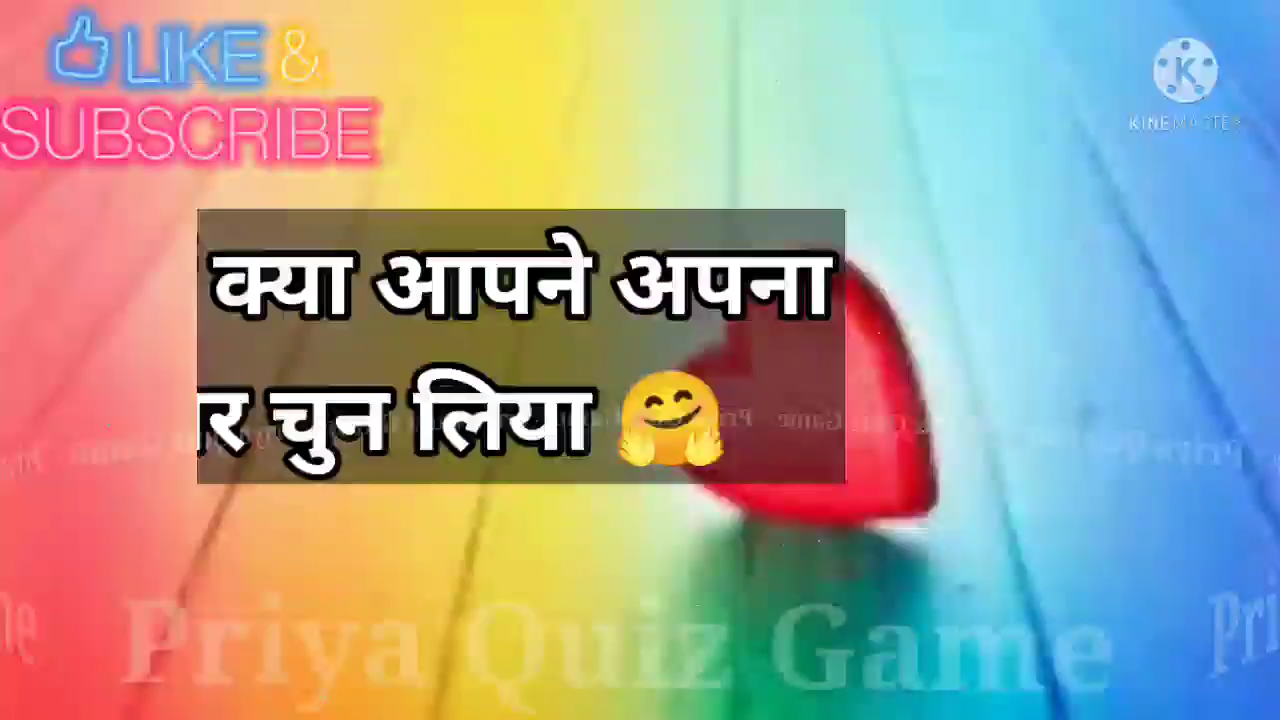 LIKE &
SUBSCRIBE
K
KINEMASTER
क्या आपने अपना
चुन लिया 🤗
Priya Quiz Game